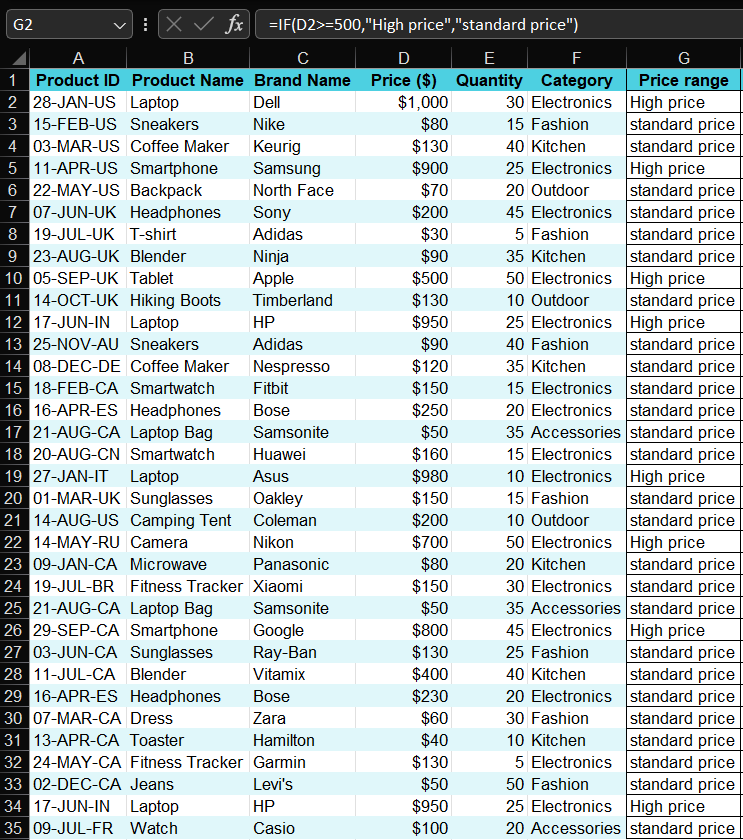 G2 fx =IF(D2>=500,"High price","standard price")
A B C D E F G
1 Product ID Product Name Brand Name Price ($) Quantity Category Price range
2 28-JAN-US Laptop Dell $1,000 30 Electronics High price
3 15-FEB-US Sneakers Nike $80 15 Fashion standard price
4 03-MAR-US Coffee Maker Keurig $130 40 Kitchen standard price
5 11-APR-US Smartphone Samsung $900 25 Electronics High price
6 22-MAY-US Backpack North Face $70 20 Outdoor standard price
7 07-JUN-UK Headphones Sony $200 45 Electronics standard price
8 19-JUL-UK T-shirt Adidas $30 5 Fashion standard price
9 23-AUG-UK Blender Ninja $90 35 Kitchen standard price
10 05-SEP-UK Tablet Apple $500 50 Electronics High price
11 14-OCT-UK Hiking Boots Timberland $130 10 Outdoor standard price
12 17-JUN-IN Laptop HP $950 25 Electronics High price
13 25-NOV-AU Sneakers Adidas $90 40 Fashion standard price
14 08-DEC-DE Coffee Maker Nespresso $120 35 Kitchen standard price
15 18-FEB-CA Smartwatch Fitbit $150 15 Electronics standard price
16 16-APR-ES Headphones Bose $250 20 Electronics standard price
17 21-AUG-CA Laptop Bag Samsonite $50 35 Accessories standard price
18 20-AUG-CN Smartwatch Huawei $160 15 Electronics standard price
19 27-JAN-IT Laptop Asus $980 10 Electronics High price
20 01-MAR-UK Sunglasses Oakley $150 15 Fashion standard price
21 14-AUG-US Camping Tent Coleman $200 10 Outdoor standard price
22 14-MAY-RU Camera Nikon $700 50 Electronics High price
23 09-JAN-CA Microwave Panasonic $80 20 Kitchen standard price
24 19-JUL-BR Fitness Tracker Xiaomi $150 30 Electronics standard price
25 21-AUG-CA Laptop Bag Samsonite $50 35 Accessories standard price
26 29-SEP-CA Smartphone Google $800 45 Electronics High price
27 03-JUN-CA Sunglasses Ray-Ban $130 25 Fashion standard price
28 11-JUL-CA Blender Vitamix $400 40 Kitchen standard price
29 16-APR-ES Headphones Bose $230 20 Electronics standard price
30 07-MAR-CA Dress Zara $60 30 Fashion standard price
31 13-APR-CA Toaster Hamilton $40 10 Kitchen standard price
32 24-MAY-CA Fitness Tracker Garmin $130 5 Electronics standard price
33 02-DEC-CA Jeans Levi's $50 50 Fashion standard price
34 17-JUN-IN Laptop HP $950 25 Electronics High price
35 09-JUL-FR Watch Casio $100 20 Accessories standard price